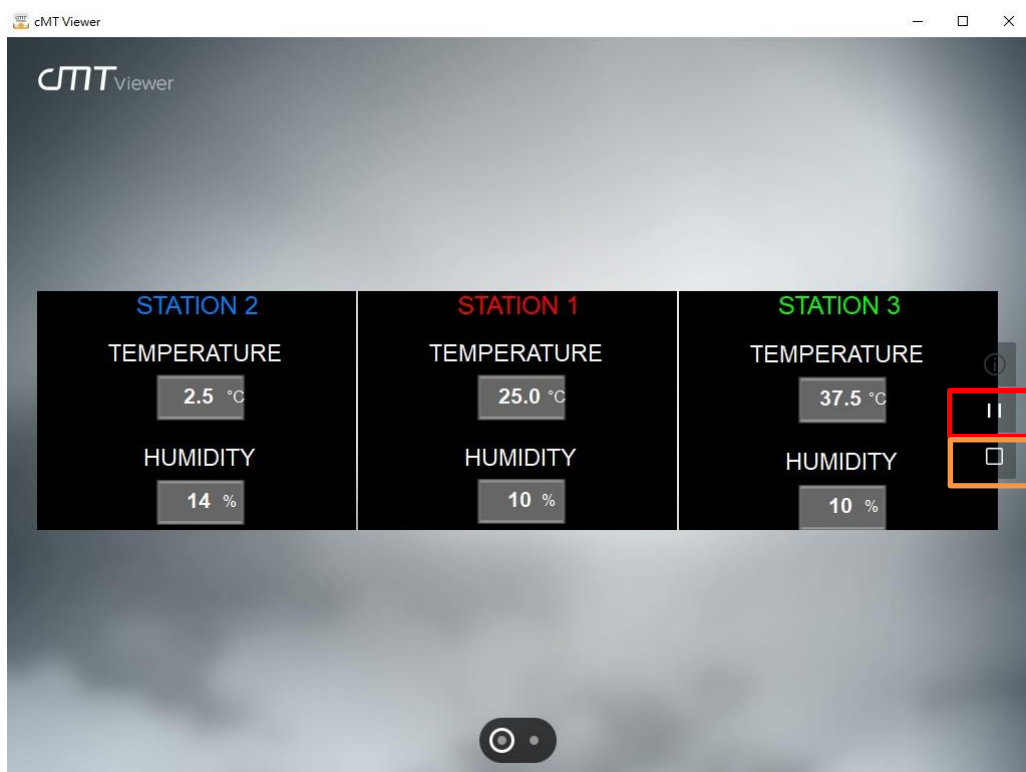 cMT Viewer
cMT Viewer
STATION 2
TEMPERATURE
2.5 °C
HUMIDITY
14 %
STATION 1
TEMPERATURE
25.0 °C
HUMIDITY
10 %
STATION 3
TEMPERATURE
37.5 °C
HUMIDITY
10 %